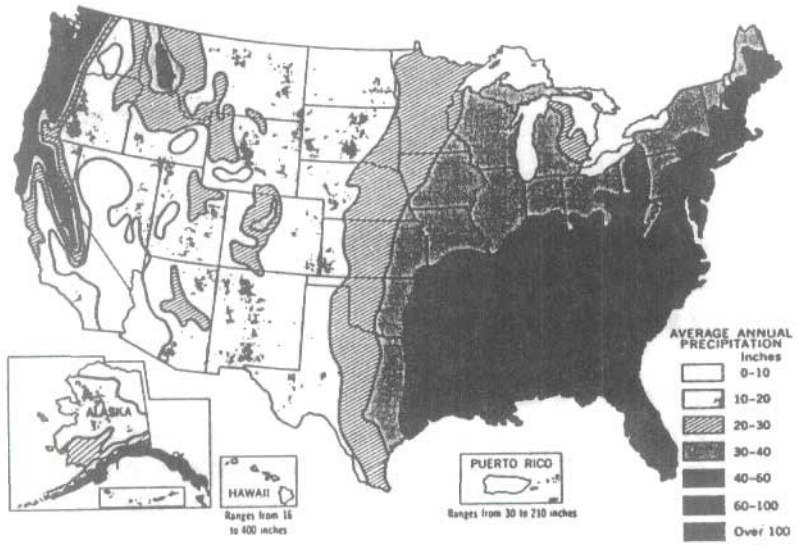 AVERAGE ANNUAL
PRECIPITATION
Inches
0-10
10-20
20-30
30-40
40-60
60-100
Over 100
ALASKA
HAWAII
Ranges from 16
to 400 inches
PUERTO RICO
Ranges from 30 to 210 inches